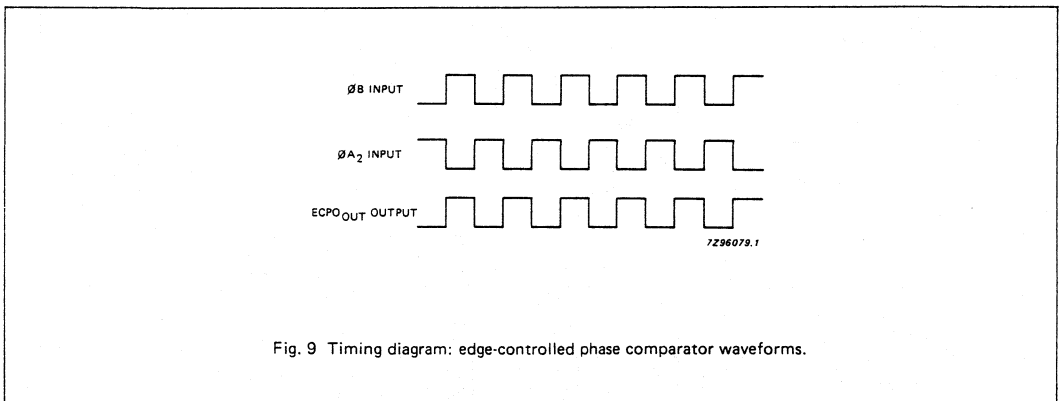 ØB INPUT
ØA2 INPUT
ECPOOUT OUTPUT
7Z96079.1
Fig. 9 Timing diagram: edge-controlled phase comparator waveforms.